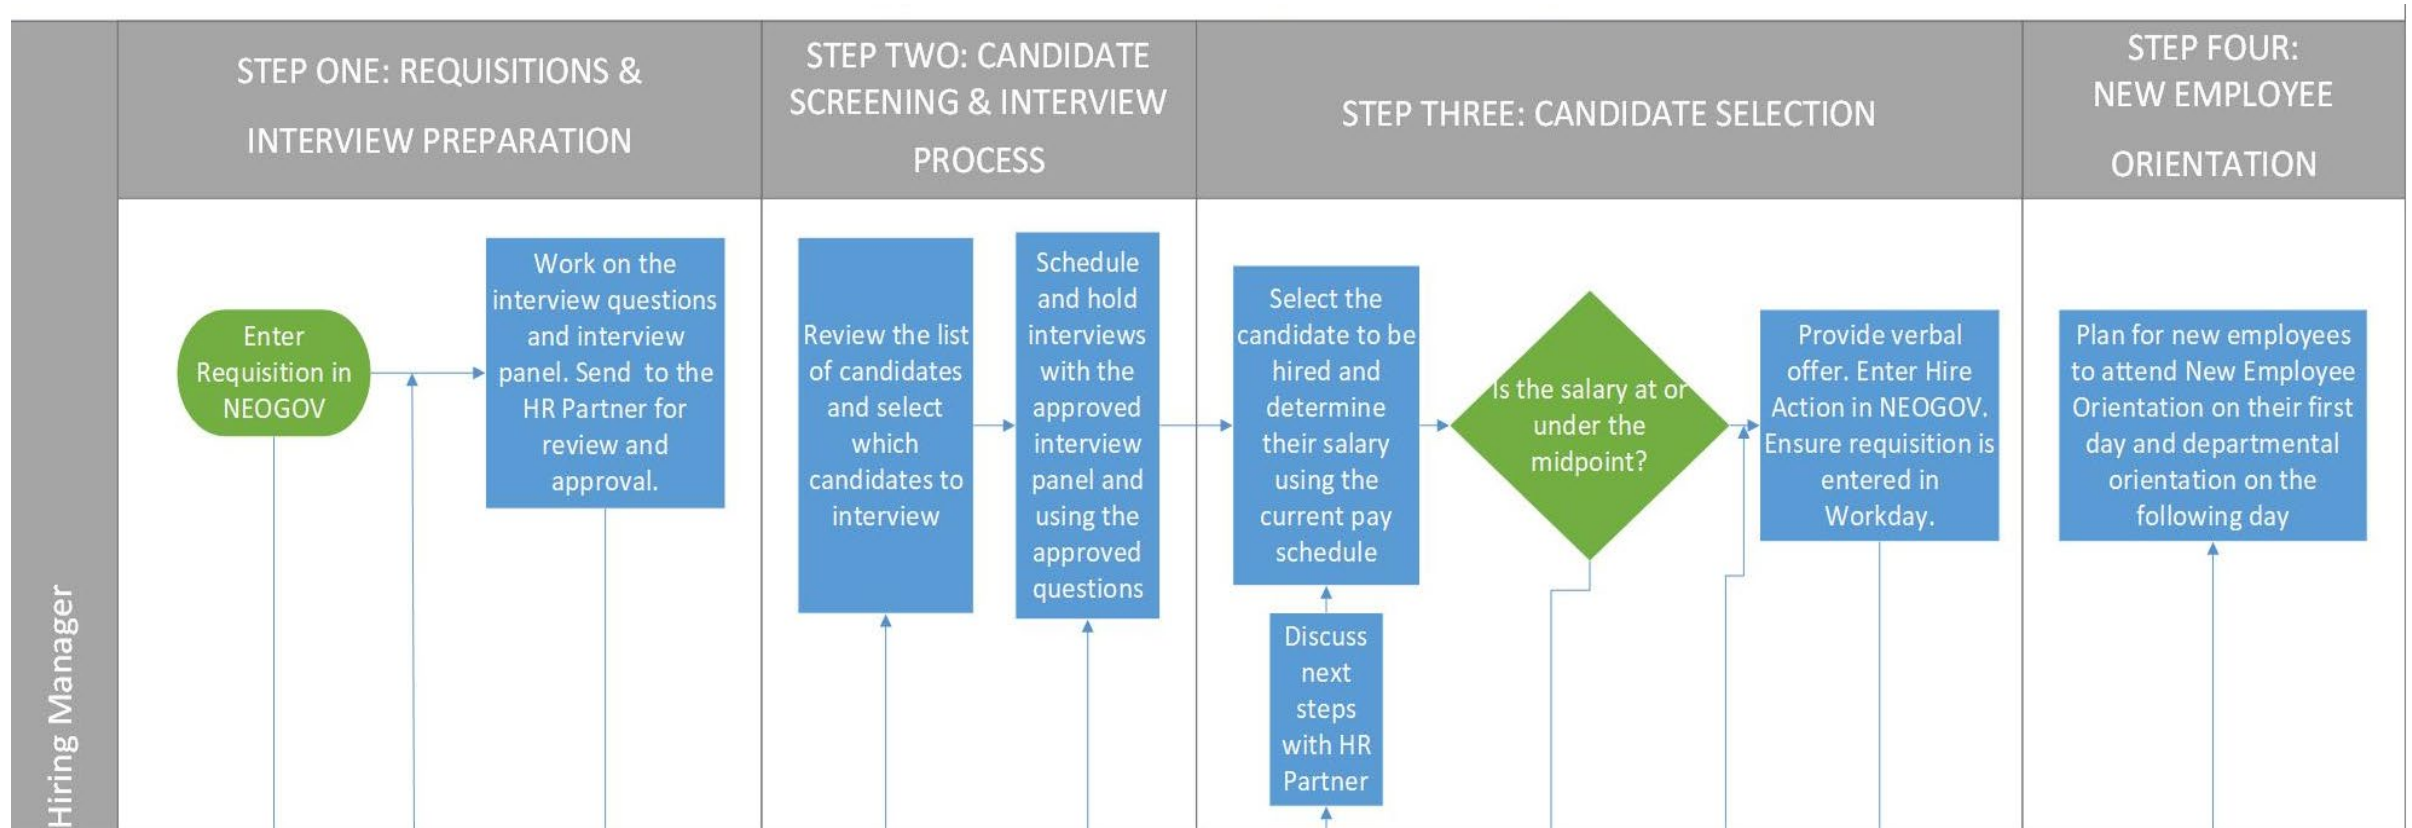 STEP ONE: REQUISITIONS &
INTERVIEW PREPARATION
STEP TWO: CANDIDATE
SCREENING & INTERVIEW
PROCESS
STEP THREE: CANDIDATE SELECTION
STEP FOUR:
NEW EMPLOYEE
ORIENTATION
Hiring Manager
Enter
Requisition in
NEOGOV
Work on the
interview questions
and interview
panel. Send to the
HR Partner for
review and
approval.
Review the list
of candidates
and select
which
candidates to
interview
Schedule
and hold
interviews
with the
approved
interview
panel and
using the
approved
questions
Select the
candidate to be
hired and
determine
their salary
using the
current pay
schedule
Discuss
next
steps
with HR
Partner
Is the salary at or
under the
midpoint?
Provide verbal
offer. Enter Hire
Action in NEOGOV.
Ensure requisition is
entered in
Workday.
Plan for new employees
to attend New Employee
Orientation on their first
day and departmental
orientation on the
following day